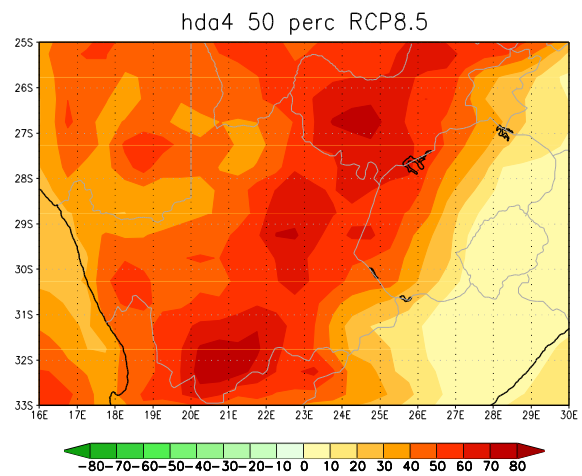 hda4 50 perc RCP8.5
25S
26S
27S
28S
29S
30S
31S
32S
33S
16E 17E 18E 19E 20E 21E 22E 23E 24E 25E 26E 27E 28E 29E 30E
-80 -70 -60 -50 -40 -30 -20 -10 0 10 20 30 40 50 60 70 80